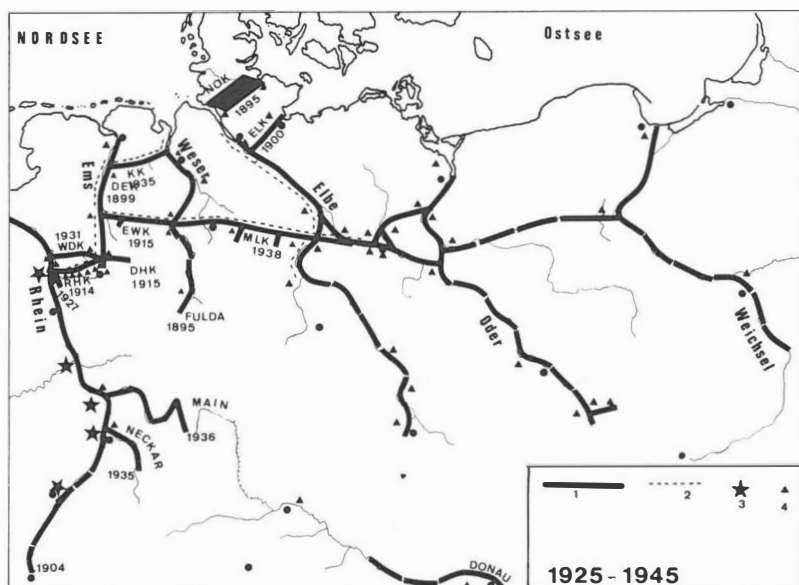 NORDSEE
Ostsee
NOK
1895
ELK
1900
Ems
Weser
KK
1935
DEK
1899
Elbe
EWK
1915
MLK
1938
1931
WDK
RHK
1914
1927
DHK
1915
Rhein
FULDA
1895
Oder
Weichsel
MAIN
1936
NECKAR
1935
1904
DONAU
1
2
3
4
1925 - 1945